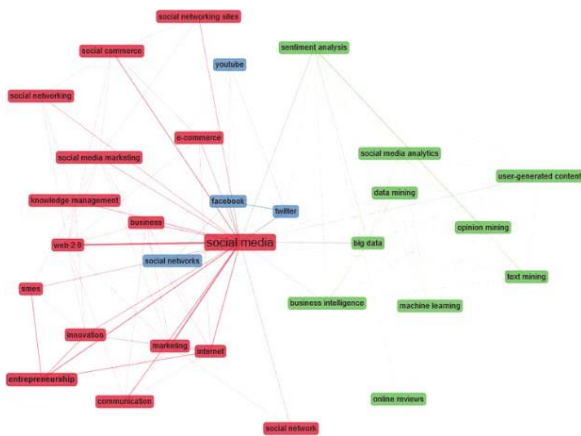 social networking sites
social commerce
sentiment analysis
youtube
social networking
e-commerce
social media marketing
social media analytics
user-generated content
data mining
knowledge management
facebook
twitter
business
opinion mining
social media
web 2.0
big data
social networks
text mining
smes
business intelligence
machine learning
innovation
marketing
internet
entrepreneurship
communication
online reviews
social network